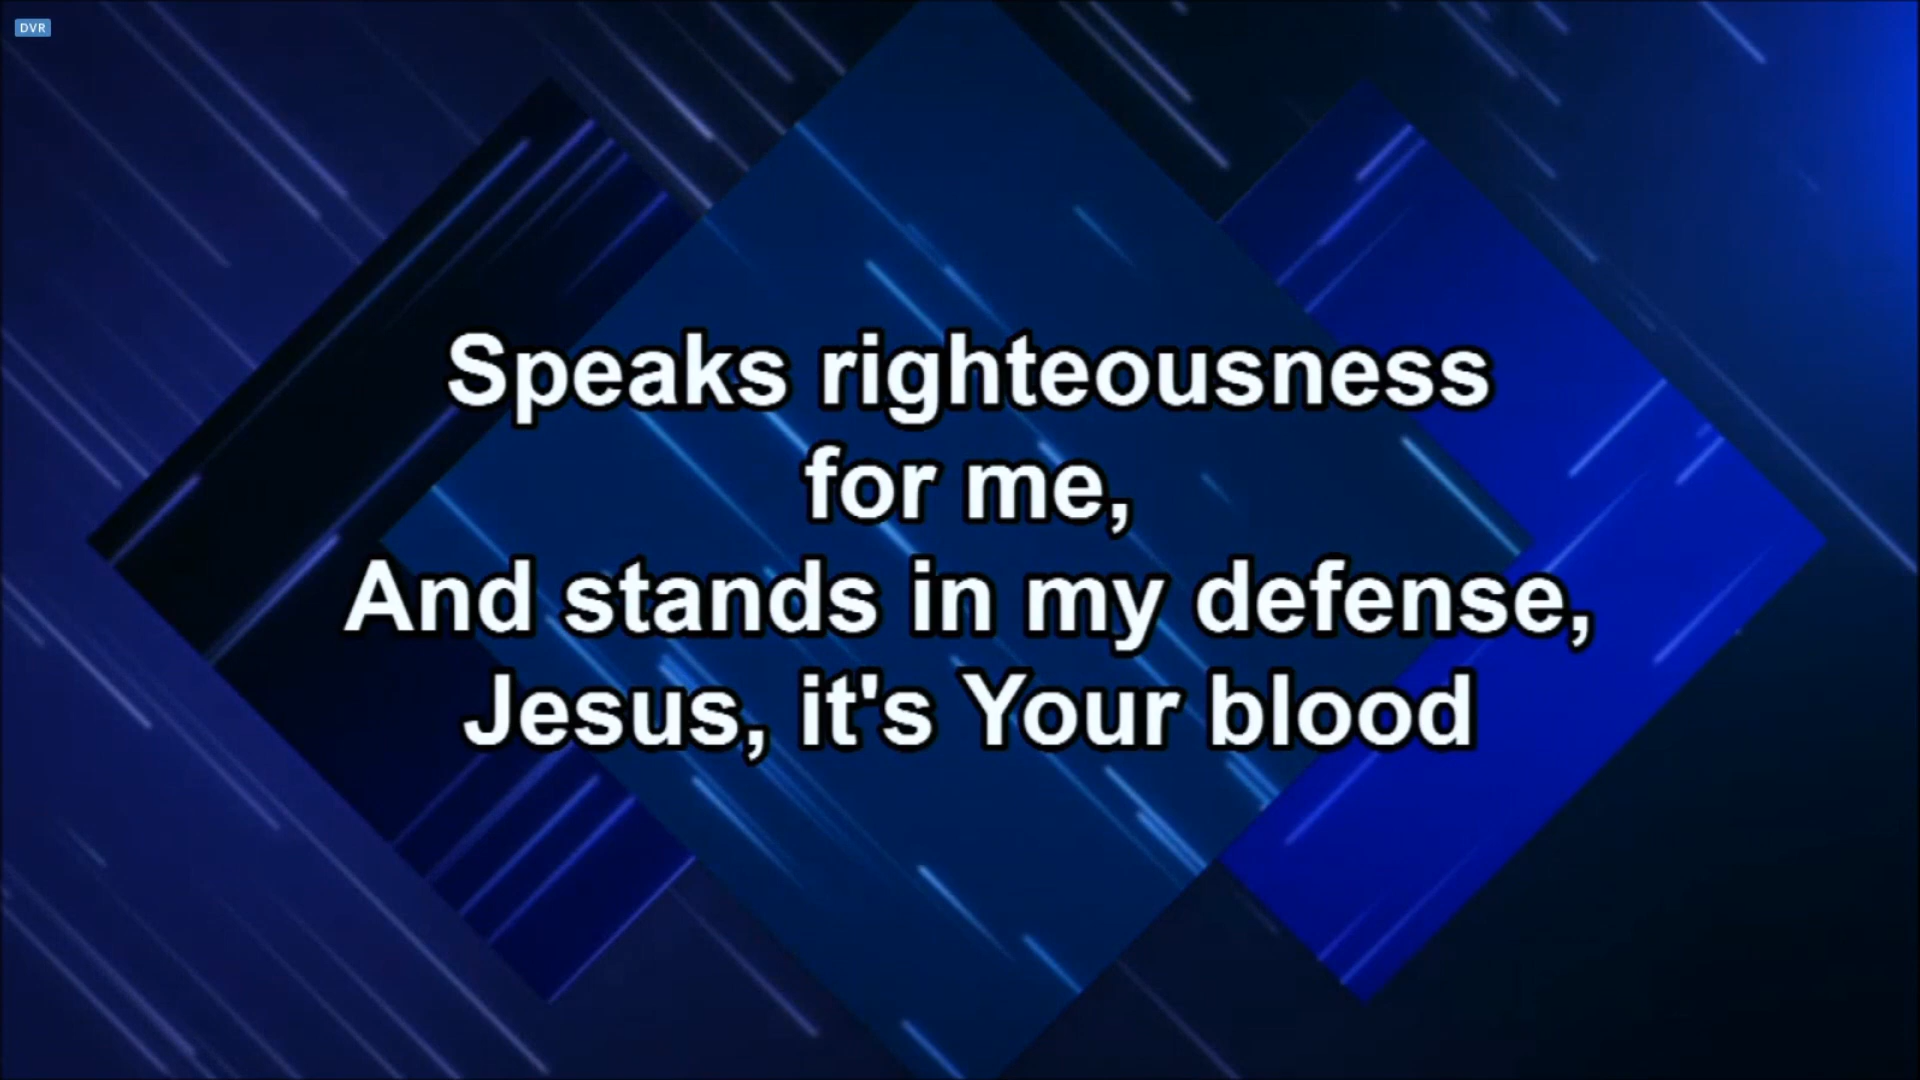 DVR
Speaks righteousness
for me,
And stands in my defense,
Jesus, it's Your blood